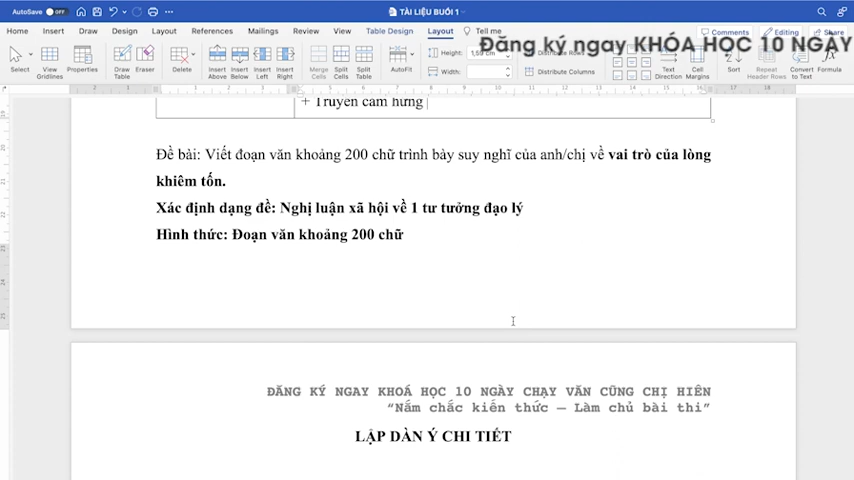 AutoSave OFF TÀI LIỆU BUỔI 1
Home Insert Draw Design Layout References Mailings Review View Table Design Layout Tell me Comments Editing Share
Đăng ký ngay KHÓA HỌC 10 NGÀY
Select View Gridlines Properties Draw Table Eraser Delete Insert Above Insert Below Insert Left Insert Right Merge Cells Split Cells Split Table AutoFit Height: Width: Distribute Columns Text Direction Cell Margins Sort Repeat Header Rows Convert to Text Formula
+ Truyền cảm hứng
Đề bài: Viết đoạn văn khoảng 200 chữ trình bày suy nghĩ của anh/chị về vai trò của lòng
khiêm tốn.
Xác định dạng đề: Nghị luận xã hội về 1 tư tưởng đạo lý
Hình thức: Đoạn văn khoảng 200 chữ
ĐĂNG KÝ NGAY KHOÁ HỌC 10 NGÀY CHẠY VĂN CÙNG CHỊ HIÊN
“Nắm chắc kiến thức – Làm chủ bài thi”
LẬP DÀN Ý CHI TIẾT